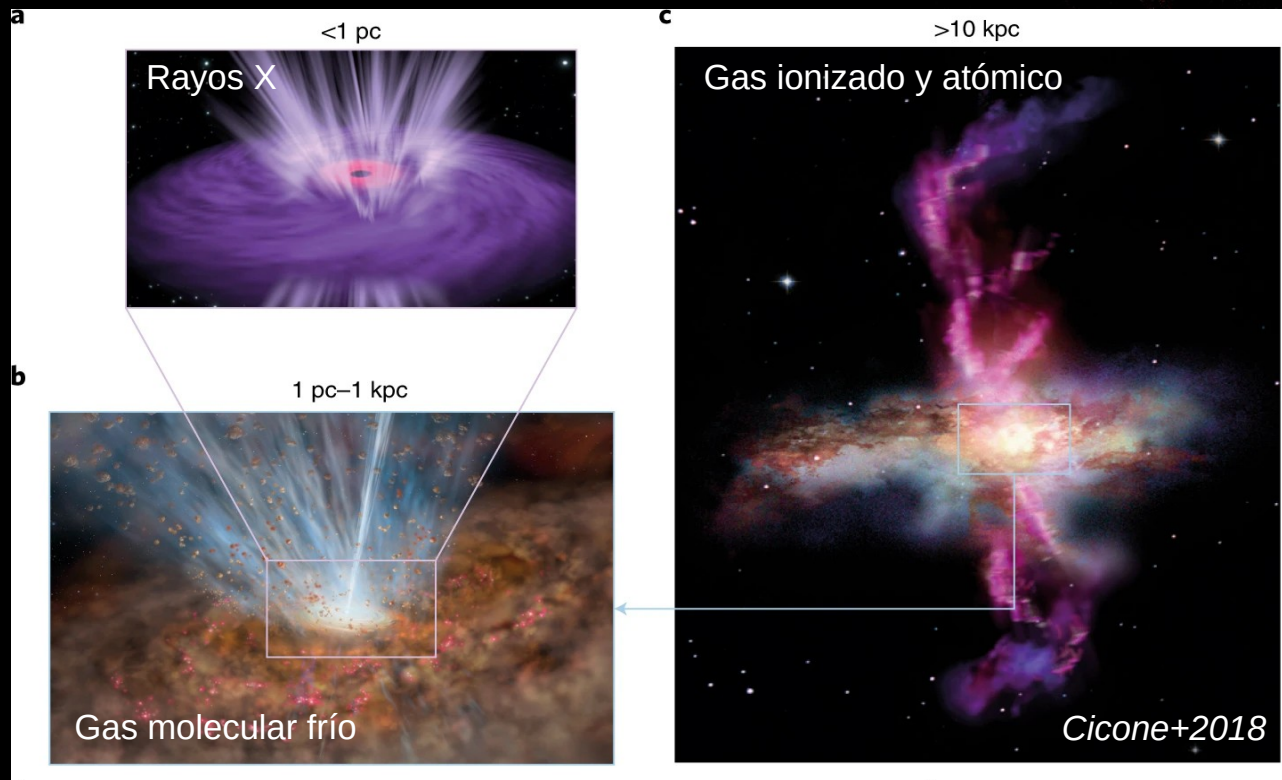 a
<1 pc
Rayos X
b
1 pc–1 kpc
Gas molecular frío
c
>10 kpc
Gas ionizado y atómico
Cicone+2018